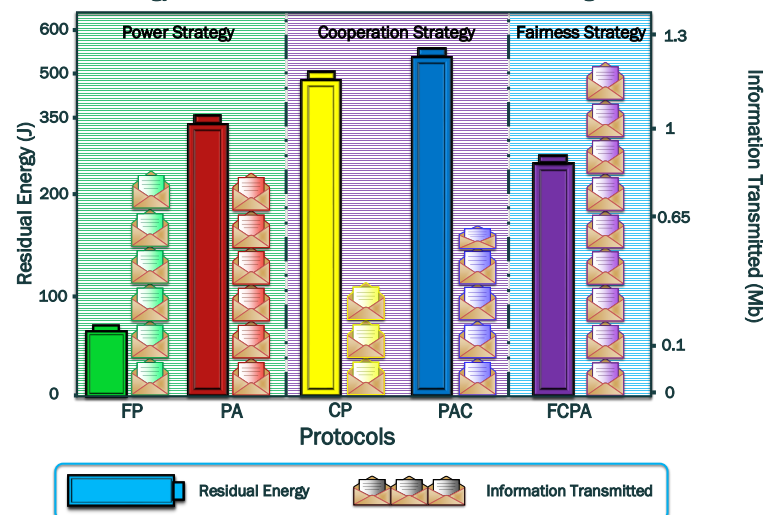 Power Strategy
Cooperation Strategy
Fairness Strategy
600
500
350
200
100
0
1.3
1
0.65
0.1
0
Residual Energy (J)
Information Transmitted (Mb)
FP
PA
CP
PAC
FCPA
Protocols
Residual Energy
Information Transmitted